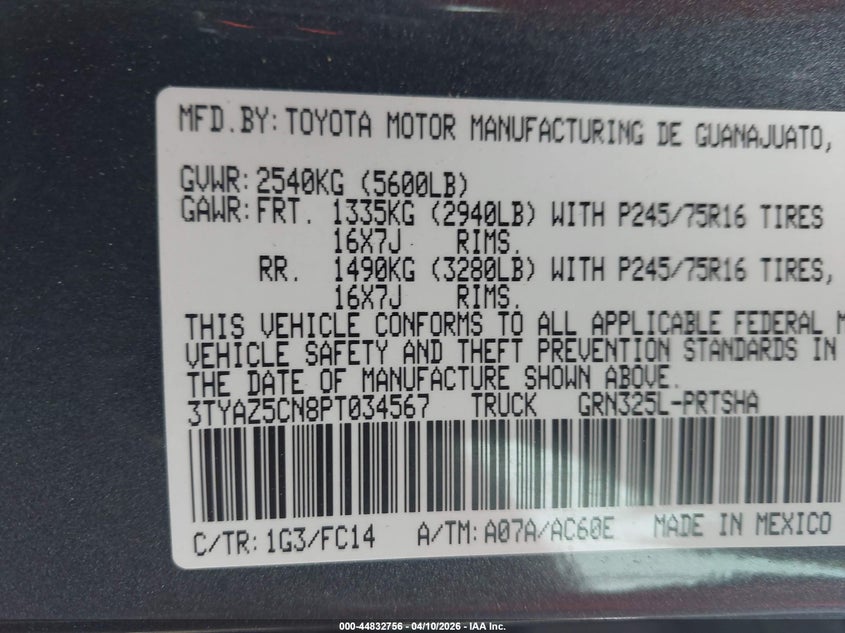 MFD.BY: TOYOTA MOTOR MANUFACTURING DE GUANAJUATO,
GVWR: 2540KG (5600LB)
GAWR: FRT. 1335KG (2940LB) WITH P245/75R16 TIRES
16X7J RIMS.
RR. 1490KG (3280LB) WITH P245/75R16 TIRES,
16X7J RIMS.
THIS VEHICLE CONFORMS TO ALL APPLICABLE FEDERAL M
VEHICLE SAFETY AND THEFT PREVENTION STANDARDS IN
THE DATE OF MANUFACTURE SHOWN ABOVE.
3TYAZ5CN8PT034567 TRUCK GRN325L-PRTSHA
C/TR: 1G3/FC14 A/TM: A07A/AC60E MADE IN MEXICO
000-44832756 - 04/10/2026 - IAA Inc.